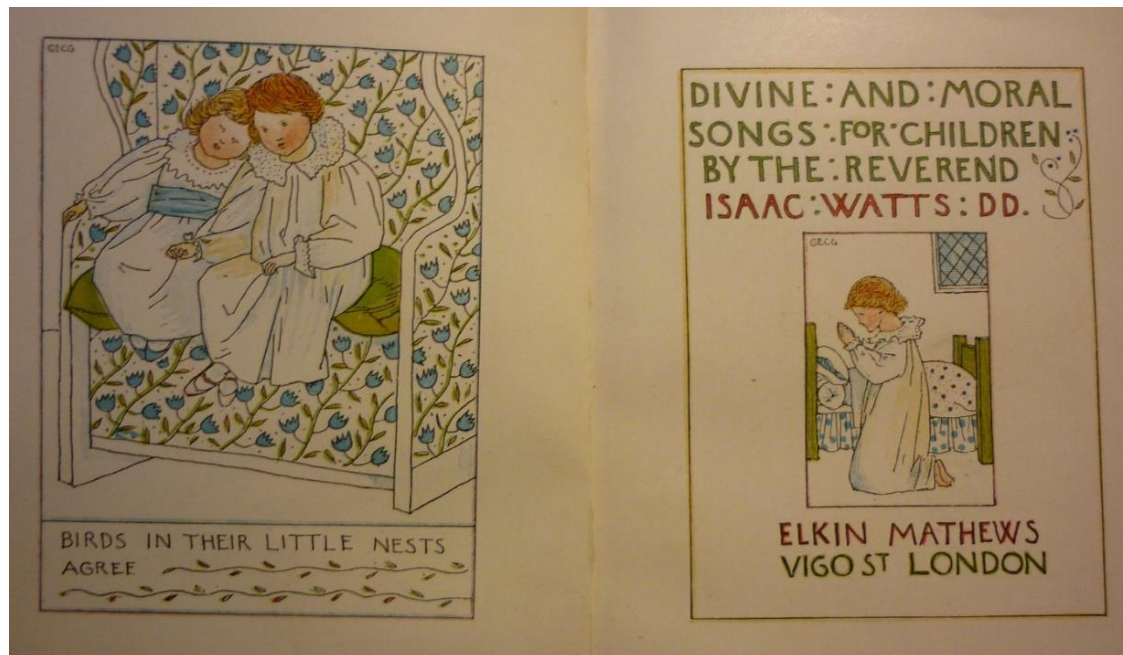 GECG
BIRDS IN THEIR LITTLE NESTS
AGREE
DIVINE : AND : MORAL
SONGS : FOR · CHILDREN
BY THE : REVEREND
ISAAC : WATTS : DD.
GECG
ELKIN MATHEWS
VIGO ST LONDON